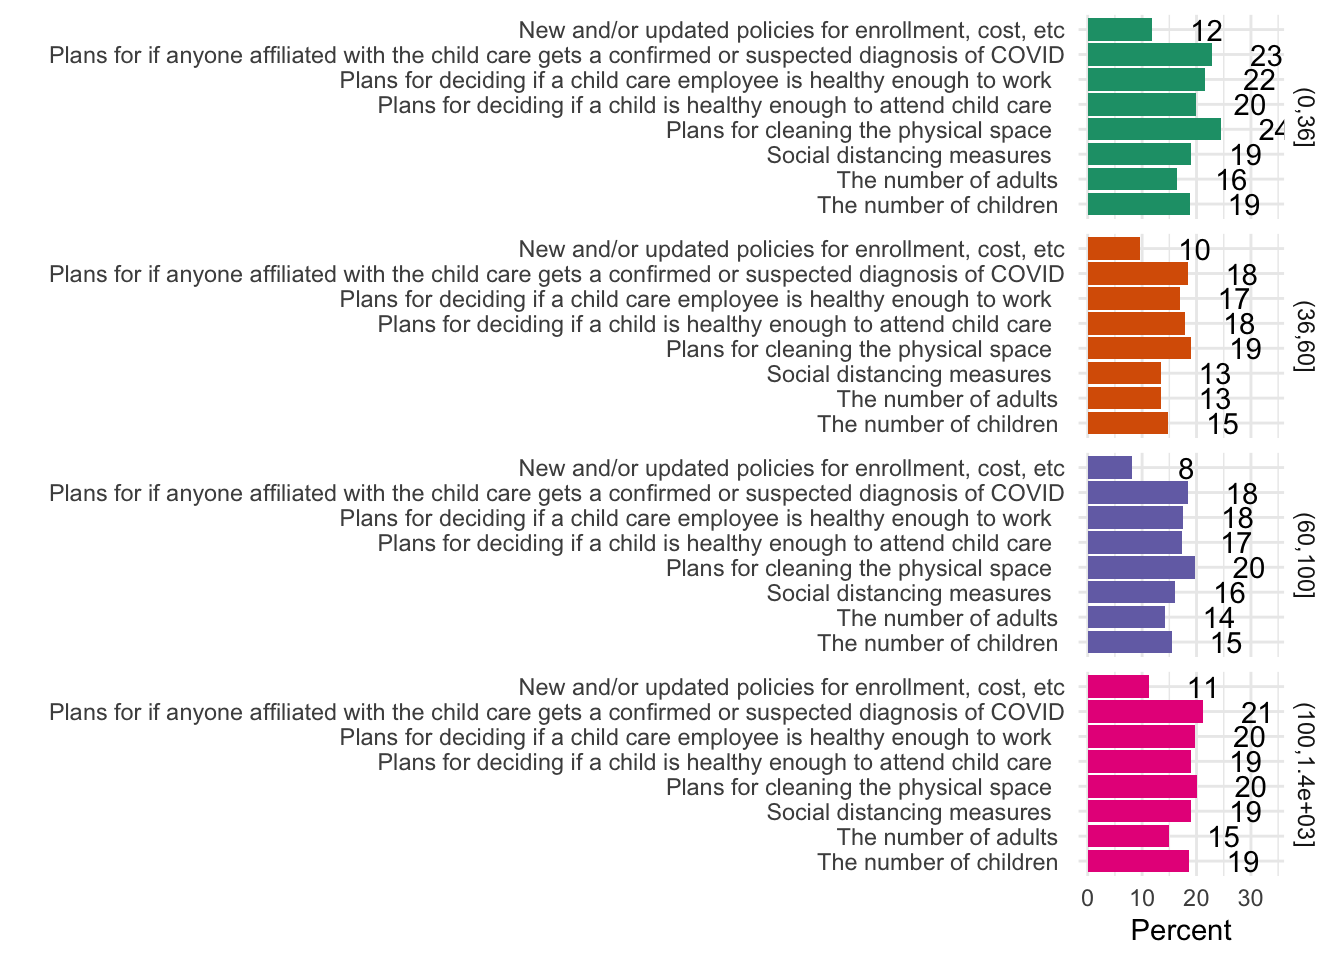 New and/or updated policies for enrollment, cost, etc 12
Plans for if anyone affiliated with the child care gets a confirmed or suspected diagnosis of COVID 23
Plans for deciding if a child care employee is healthy enough to work 22
Plans for deciding if a child is healthy enough to attend child care 20
Plans for cleaning the physical space 24
Social distancing measures 19
The number of adults 16
The number of children 19
(0,36]
New and/or updated policies for enrollment, cost, etc 10
Plans for if anyone affiliated with the child care gets a confirmed or suspected diagnosis of COVID 18
Plans for deciding if a child care employee is healthy enough to work 17
Plans for deciding if a child is healthy enough to attend child care 18
Plans for cleaning the physical space 19
Social distancing measures 13
The number of adults 13
The number of children 15
(36,60]
New and/or updated policies for enrollment, cost, etc 8
Plans for if anyone affiliated with the child care gets a confirmed or suspected diagnosis of COVID 18
Plans for deciding if a child care employee is healthy enough to work 18
Plans for deciding if a child is healthy enough to attend child care 17
Plans for cleaning the physical space 20
Social distancing measures 16
The number of adults 14
The number of children 15
(60,100]
New and/or updated policies for enrollment, cost, etc 11
Plans for if anyone affiliated with the child care gets a confirmed or suspected diagnosis of COVID 21
Plans for deciding if a child care employee is healthy enough to work 20
Plans for deciding if a child is healthy enough to attend child care 19
Plans for cleaning the physical space 20
Social distancing measures 19
The number of adults 15
The number of children 19
(100,1.4e+03]
0 10 20 30
Percent